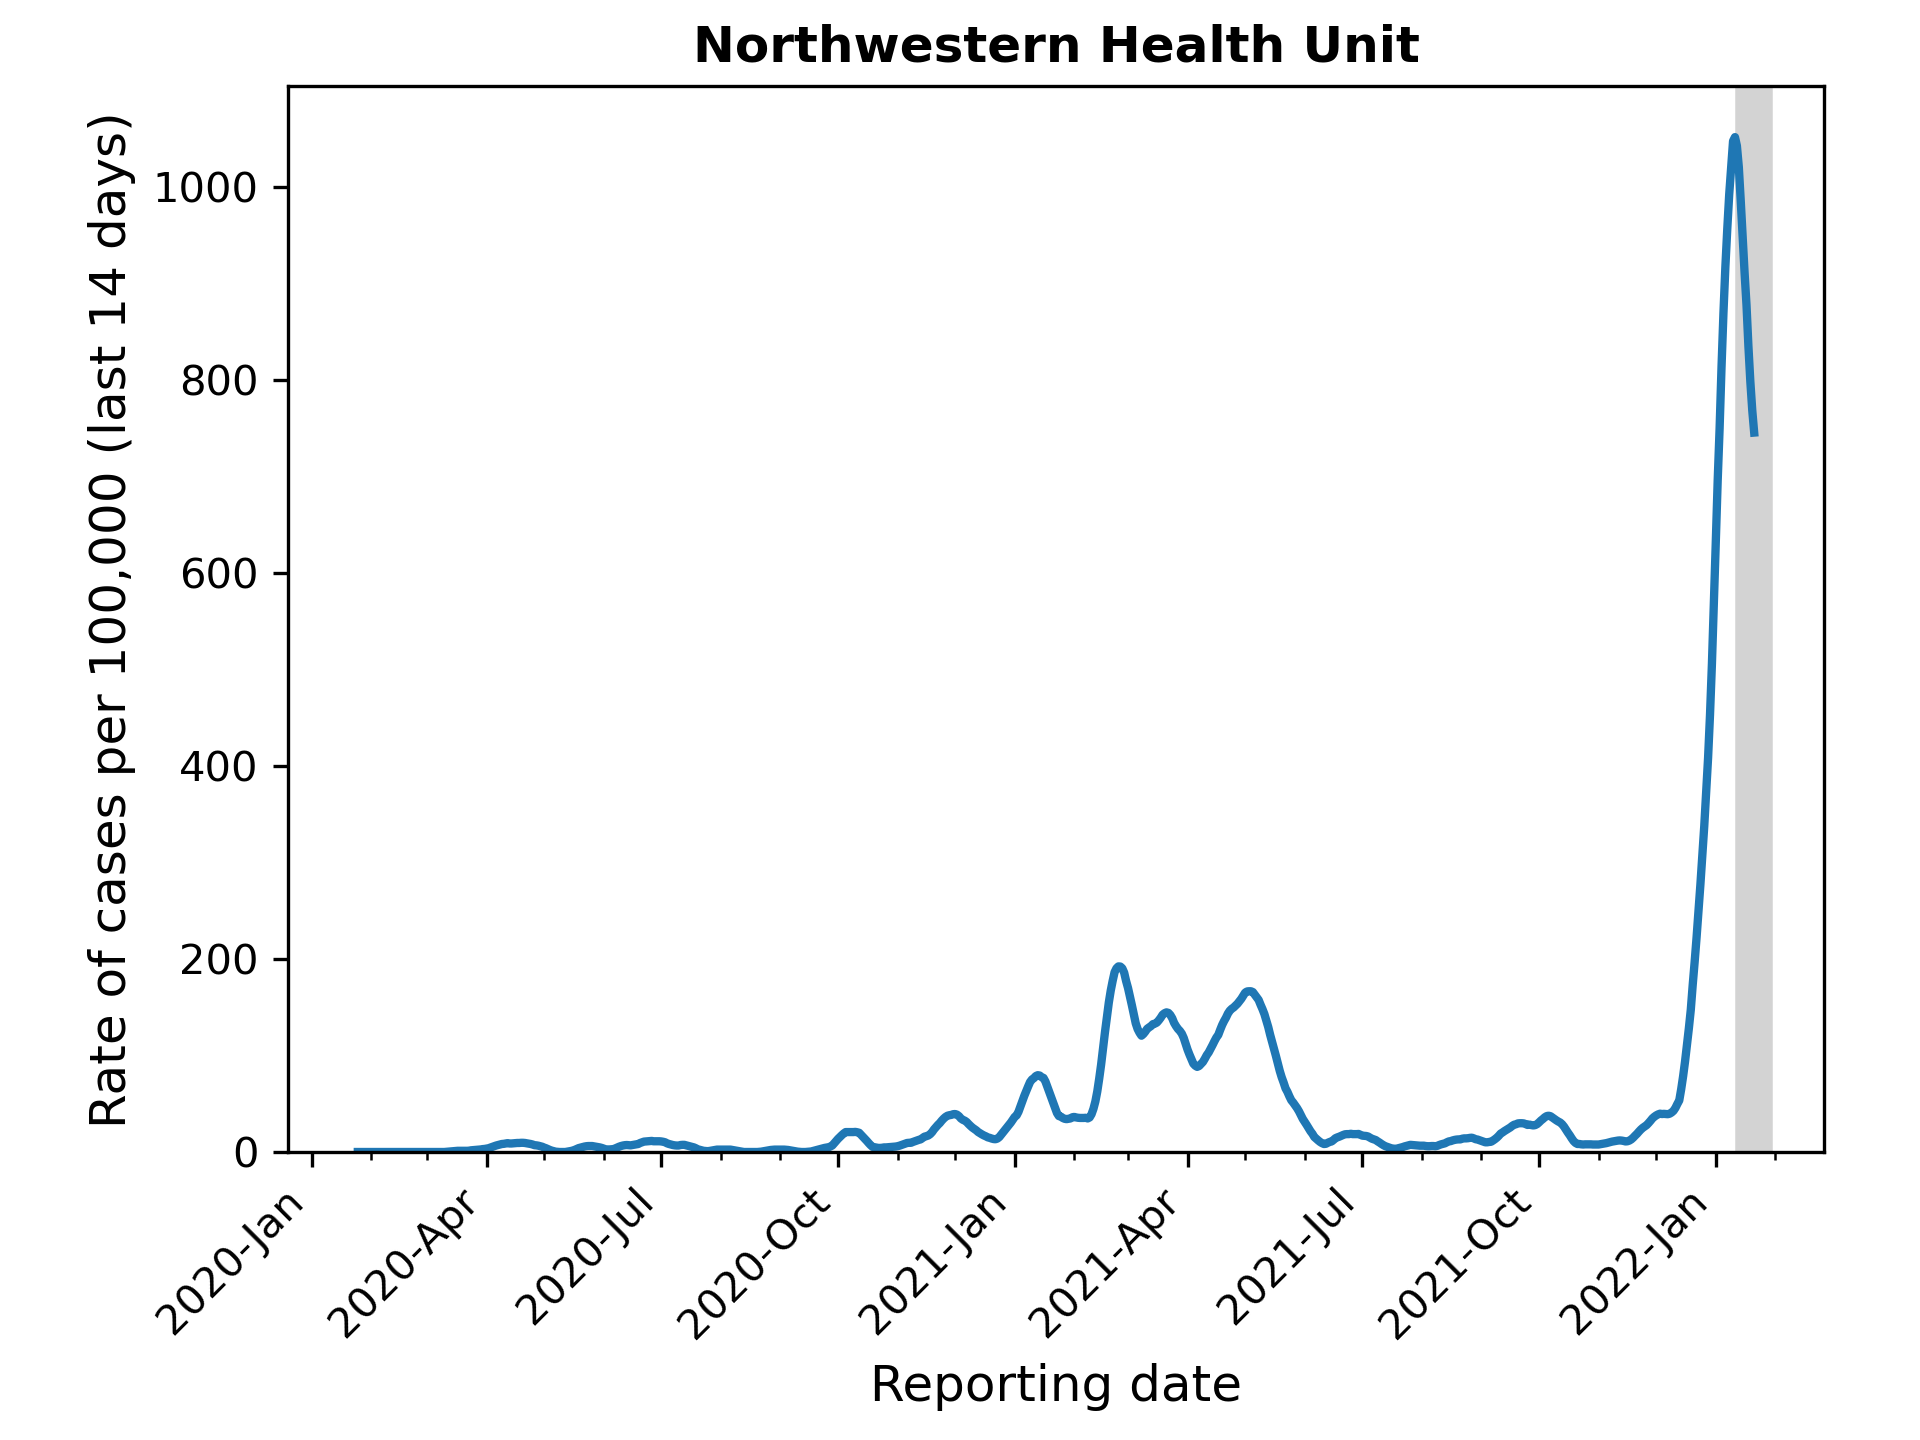 Northwestern Health Unit
Rate of cases per 100,000 (last 14 days)
1000
800
600
400
200
0
2020-Jan
2020-Apr
2020-Jul
2020-Oct
2021-Jan
2021-Apr
2021-Jul
2021-Oct
2022-Jan
Reporting date